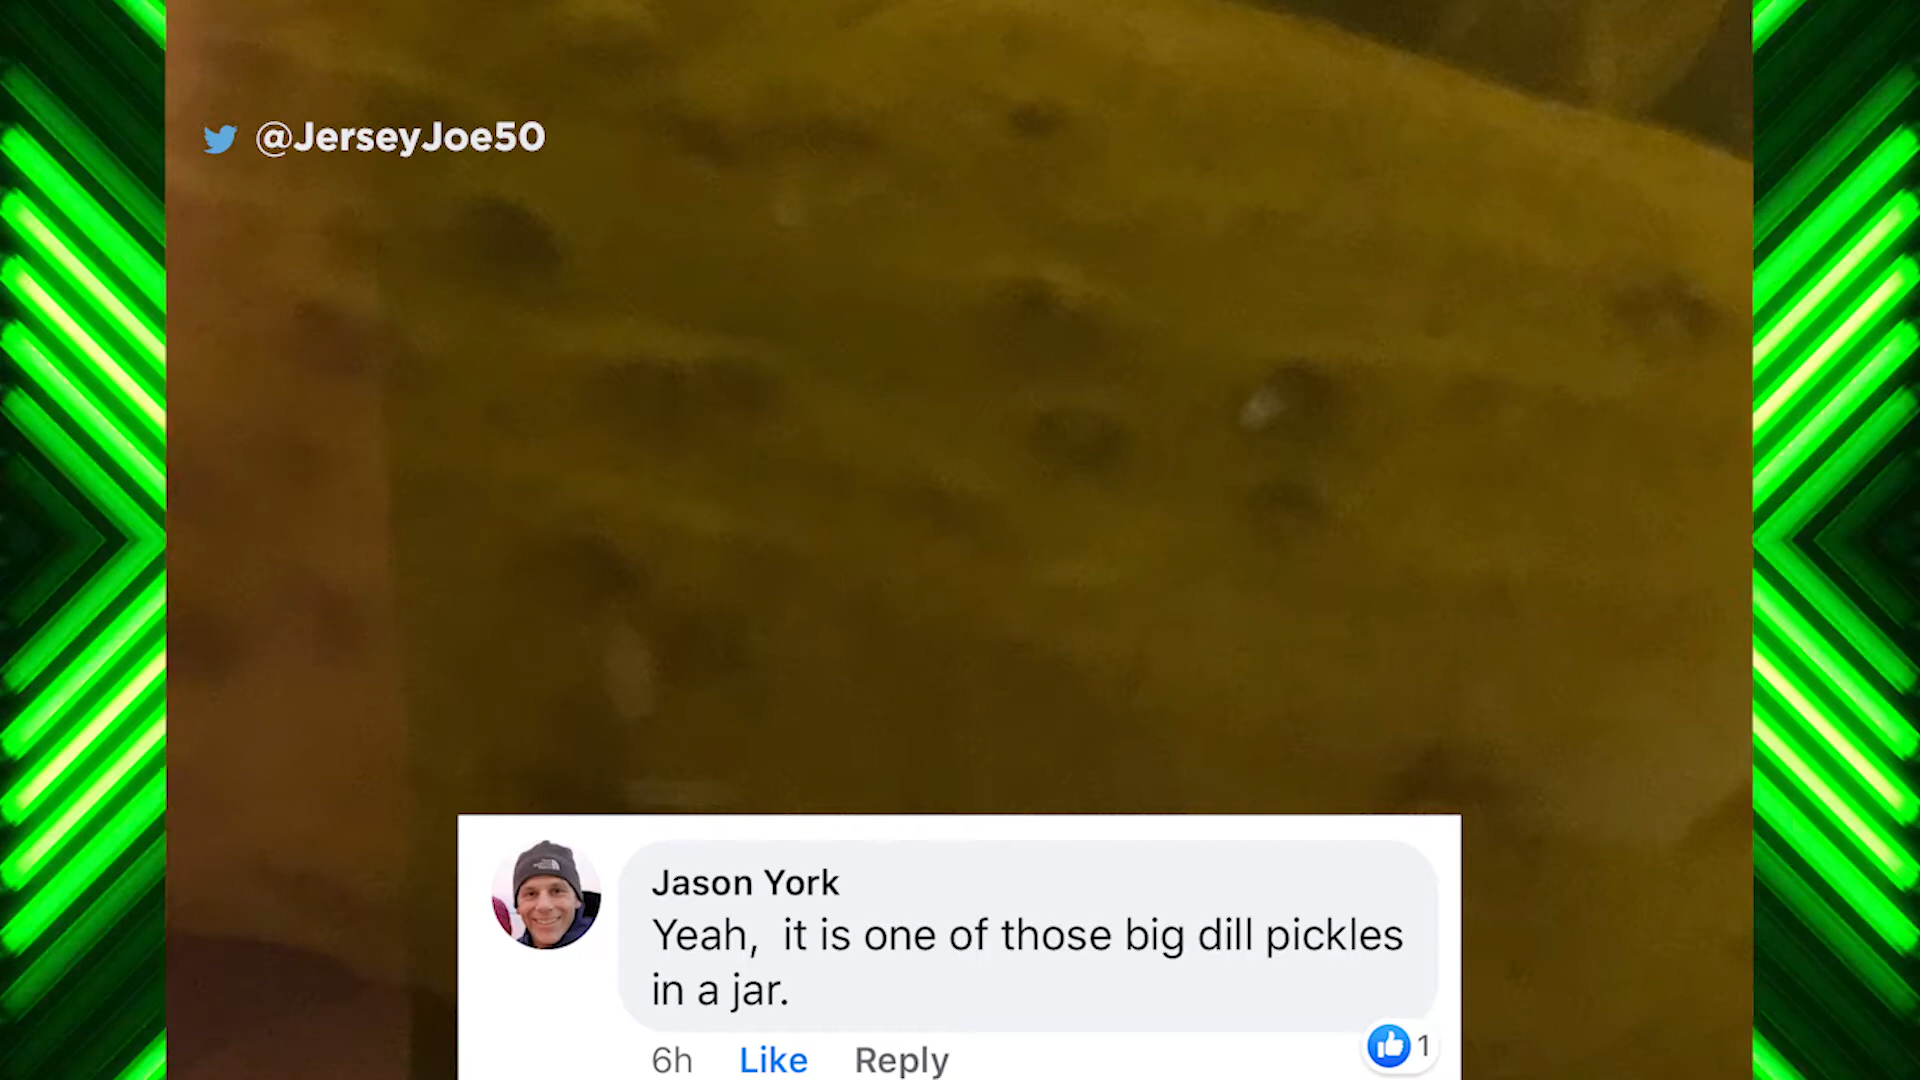 @JerseyJoe50
Jason York
Yeah,  it is one of those big dill pickles
in a jar.
6h Like Reply 1